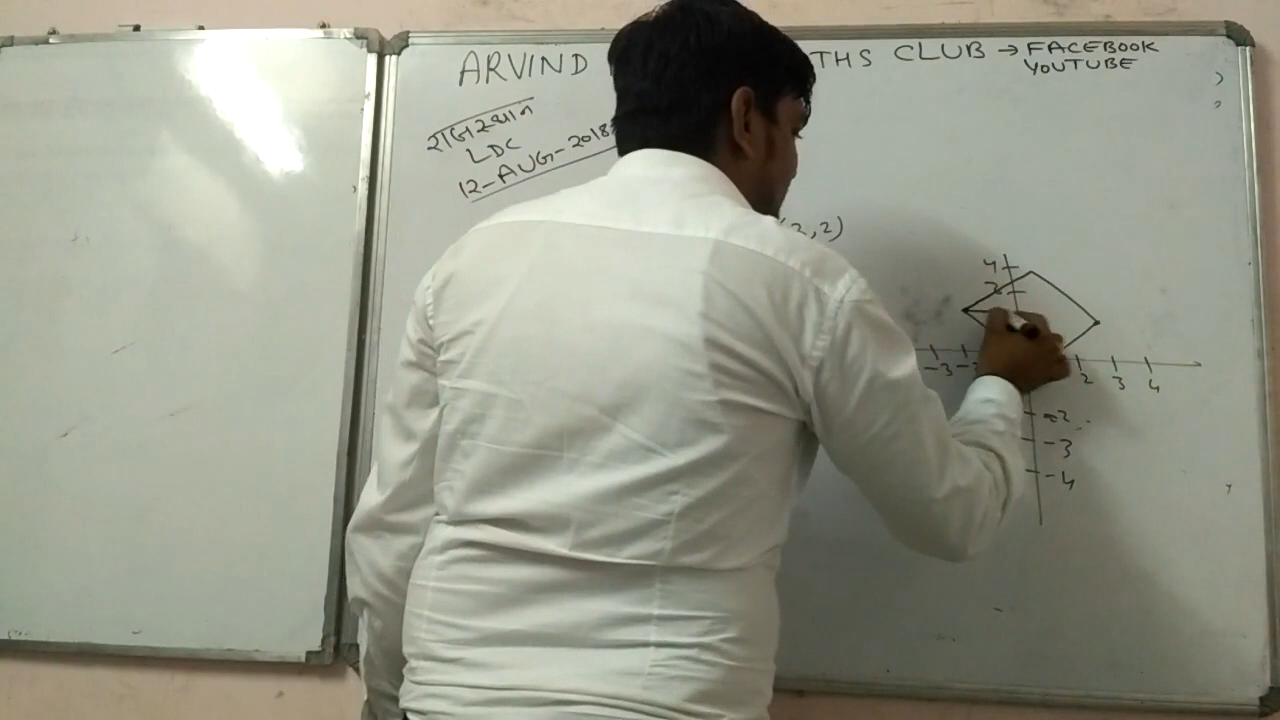 ARVIND THS CLUB → FACEBOOK
YOUTUBE
राजस्थान
LDC
12-AUG-2018
,2)
4
2
-3
2 3 4
-2
-3
-4